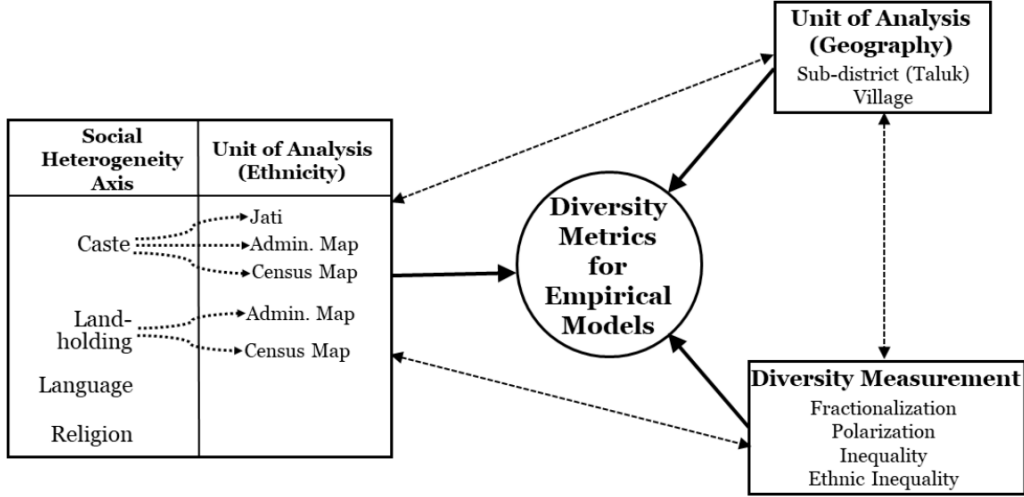 Social
Heterogeneity
Axis
Unit of Analysis
(Ethnicity)
Caste
Jati
Admin. Map
Census Map
Land-
holding
Admin. Map
Census Map
Language
Religion
Diversity
Metrics
for
Empirical
Models
Unit of Analysis
(Geography)
Sub-district (Taluk)
Village
Diversity Measurement
Fractionalization
Polarization
Inequality
Ethnic Inequality